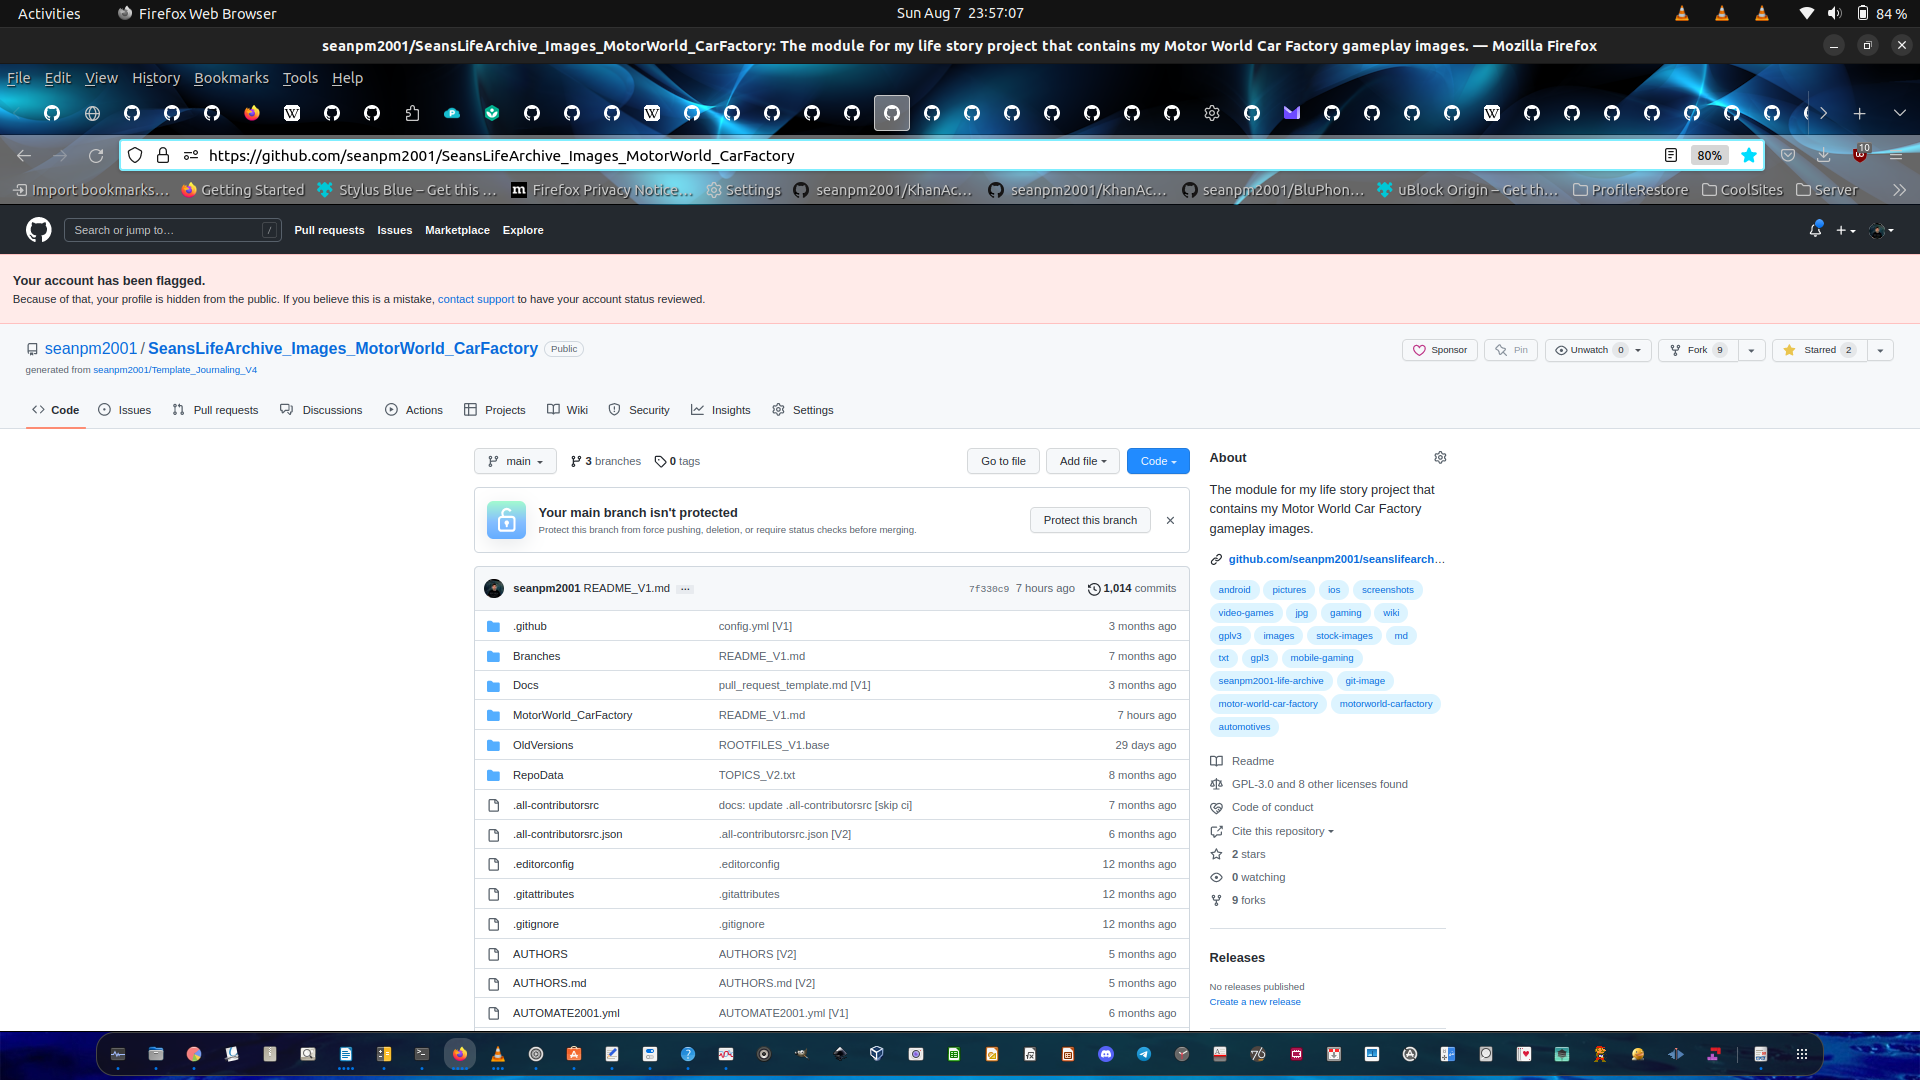 Activities
Firefox Web Browser
Sun Aug 7 23:57:07
84 %
seanpm2001/SeansLifeArchive_Images_MotorWorld_CarFactory: The module for my life story project that contains my Motor World Car Factory gameplay images. — Mozilla Firefox
File Edit View History Bookmarks Tools Help
https://github.com/seanpm2001/SeansLifeArchive_Images_MotorWorld_CarFactory
80%
10
Import bookmarks…
Getting Started
Stylus Blue – Get this …
Firefox Privacy Notice…
Settings
seanpm2001/KhanAc…
seanpm2001/KhanAc…
seanpm2001/BluPhon…
uBlock Origin – Get th…
ProfileRestore
CoolSites
Server
Search or jump to…
/
Pull requests
Issues
Marketplace
Explore
Your account has been flagged.
Because of that, your profile is hidden from the public. If you believe this is a mistake, contact support to have your account status reviewed.
seanpm2001 / SeansLifeArchive_Images_MotorWorld_CarFactory Public
generated from seanpm2001/Template_Journaling_V4
Sponsor
Pin
Unwatch 0
Fork 9
Starred 2
Code
Issues
Pull requests
Discussions
Actions
Projects
Wiki
Security
Insights
Settings
main
3 branches
0 tags
Go to file
Add file
Code
Your main branch isn't protected
Protect this branch from force pushing, deletion, or require status checks before merging.
Protect this branch
seanpm2001 README_V1.md ...
7f330c9 7 hours ago
1,014 commits
.github config.yml [V1] 3 months ago
Branches README_V1.md 7 months ago
Docs pull_request_template.md [V1] 3 months ago
MotorWorld_CarFactory README_V1.md 7 hours ago
OldVersions ROOTFILES_V1.base 29 days ago
RepoData TOPICS_V2.txt 8 months ago
.all-contributorsrc docs: update .all-contributorsrc [skip ci] 7 months ago
.all-contributorsrc.json .all-contributorsrc.json [V2] 6 months ago
.editorconfig .editorconfig 12 months ago
.gitattributes .gitattributes 12 months ago
.gitignore .gitignore 12 months ago
AUTHORS AUTHORS [V2] 5 months ago
AUTHORS.md AUTHORS.md [V2] 5 months ago
AUTOMATE2001.yml AUTOMATE2001.yml [V1] 6 months ago
About
The module for my life story project that
contains my Motor World Car Factory
gameplay images.
github.com/seanpm2001/seanslifearch…
android pictures ios screenshots
video-games jpg gaming wiki
gplv3 images stock-images md
txt gpl3 mobile-gaming
seanpm2001-life-archive git-image
motor-world-car-factory motorworld-carfactory
automotives
Readme
GPL-3.0 and 8 other licenses found
Code of conduct
Cite this repository
2 stars
0 watching
9 forks
Releases
No releases published
Create a new release